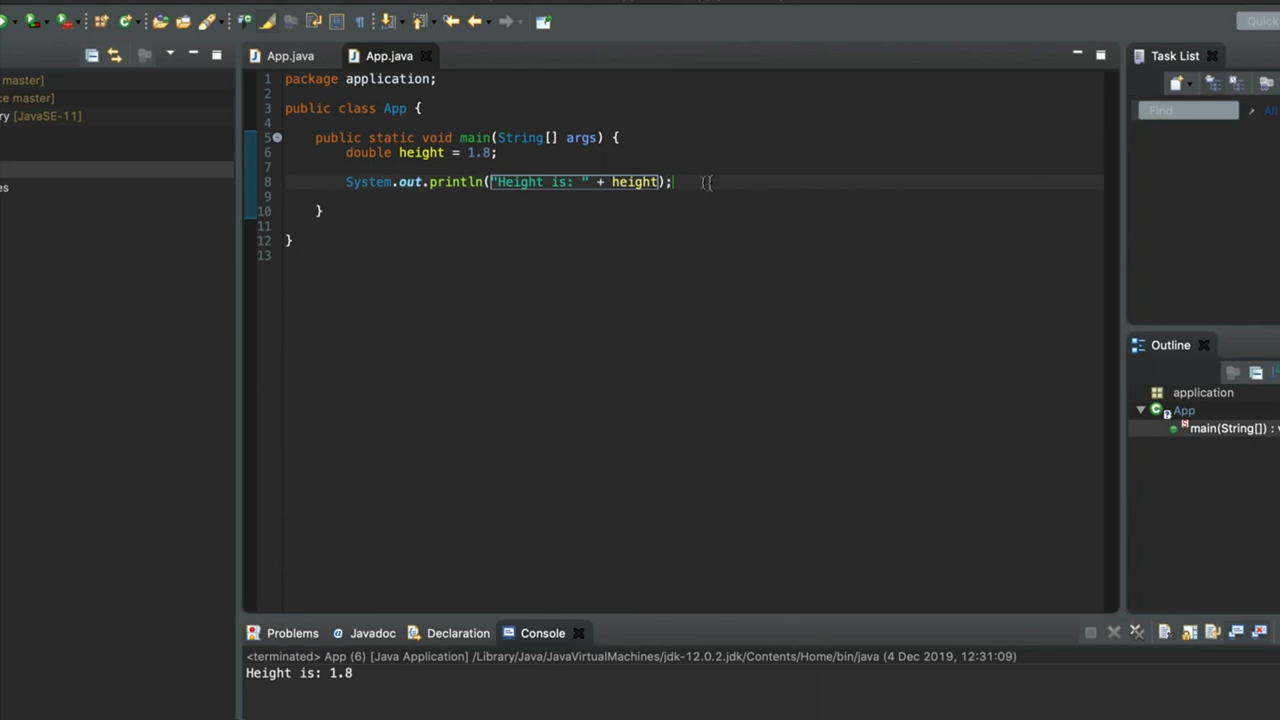 Quick
App.java
App.java
Task List
master]
ce master]
ry [JavaSE-11]
es
1 package application;
2
3 public class App {
4
5 public static void main(String[] args) {
6 double height = 1.8;
7
8 System.out.println("Height is: " + height);
9
10 }
11
12 }
13
Find
All
Outline
application
App
main(String[]) : v
Problems
@ Javadoc
Declaration
Console
<terminated> App (6) [Java Application] /Library/Java/JavaVirtualMachines/jdk-12.0.2.jdk/Contents/Home/bin/java (4 Dec 2019, 12:31:09)
Height is: 1.8